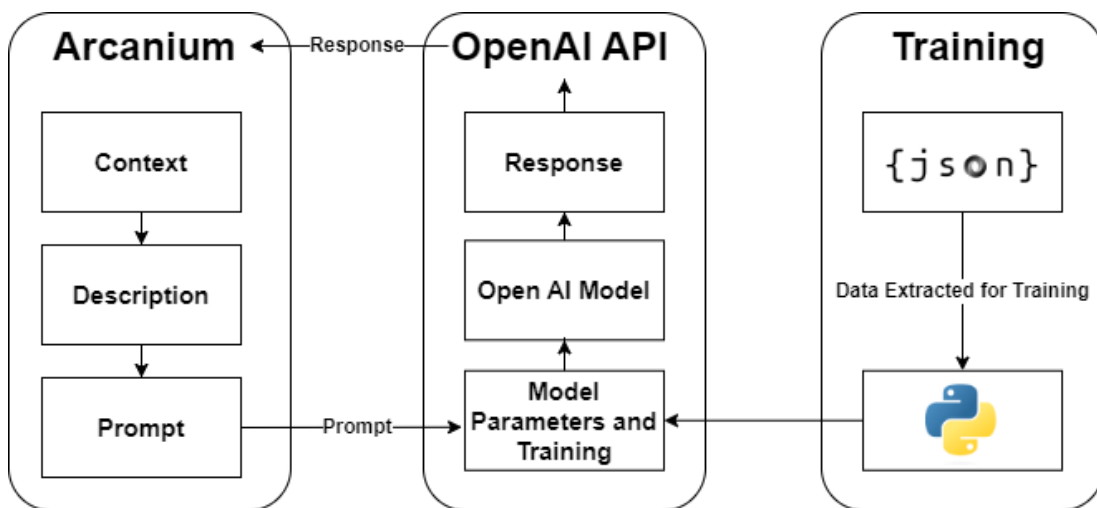 Arcanium
Response
OpenAI API
Training
Context
Description
Prompt
Prompt
Response
Open AI Model
Model
Parameters and
Training
{json}
Data Extracted for Training